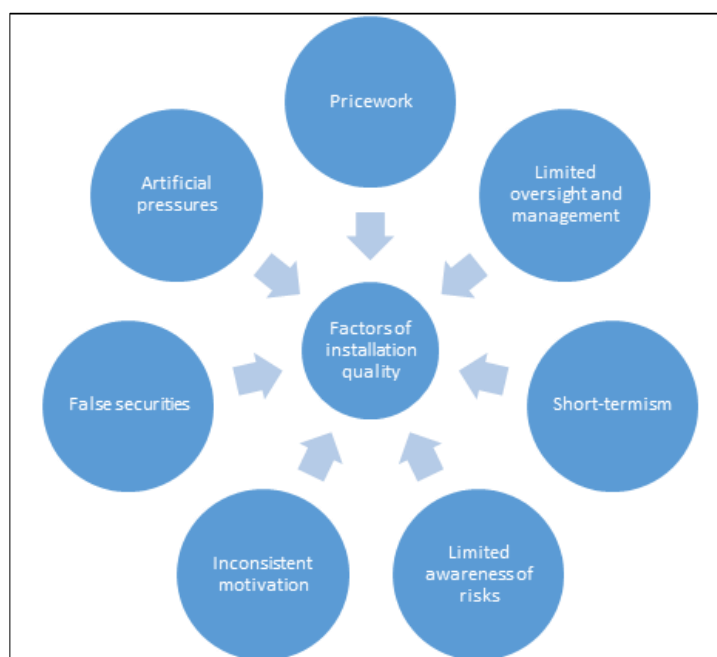 Pricework
Limited
oversight and
management
Short-termism
Limited
awareness of
risks
Inconsistent
motivation
False securities
Artificial
pressures
Factors of
installation
quality